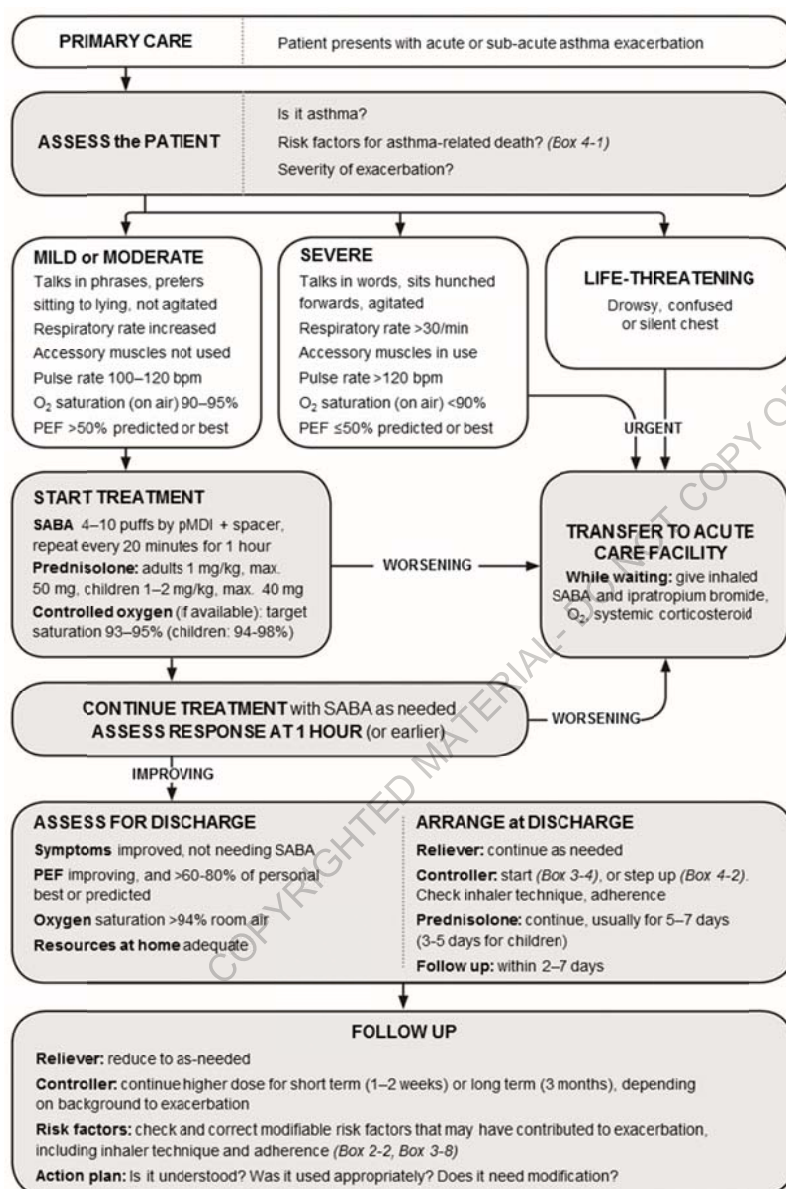 PRIMARY CARE
Patient presents with acute or sub-acute asthma exacerbation
ASSESS the PATIENT
Is it asthma?
Risk factors for asthma-related death? (Box 4-1)
Severity of exacerbation?
MILD or MODERATE
Talks in phrases, prefers
sitting to lying, not agitated
Respiratory rate increased
Accessory muscles not used
Pulse rate 100–120 bpm
O₂ saturation (on air) 90–95%
PEF >50% predicted or best
SEVERE
Talks in words, sits hunched
forwards, agitated
Respiratory rate >30/min
Accessory muscles in use
Pulse rate >120 bpm
O₂ saturation (on air) <90%
PEF ≤50% predicted or best
LIFE-THREATENING
Drowsy, confused
or silent chest
URGENT
START TREATMENT
SABA 4–10 puffs by pMDI + spacer,
repeat every 20 minutes for 1 hour
Prednisolone: adults 1 mg/kg, max.
50 mg, children 1–2 mg/kg, max. 40 mg
Controlled oxygen (if available): target
saturation 93–95% (children: 94-98%)
WORSENING
TRANSFER TO ACUTE
CARE FACILITY
While waiting: give inhaled
SABA and ipratropium bromide,
O₂, systemic corticosteroid
CONTINUE TREATMENT with SABA as needed
ASSESS RESPONSE AT 1 HOUR (or earlier)
WORSENING
IMPROVING
ASSESS FOR DISCHARGE
Symptoms improved, not needing SABA
PEF improving, and >60-80% of personal
best or predicted
Oxygen saturation >94% room air
Resources at home adequate
ARRANGE at DISCHARGE
Reliever: continue as needed
Controller: start (Box 3-4), or step up (Box 4-2).
Check inhaler technique, adherence
Prednisolone: continue, usually for 5–7 days
(3-5 days for children)
Follow up: within 2–7 days
FOLLOW UP
Reliever: reduce to as-needed
Controller: continue higher dose for short term (1–2 weeks) or long term (3 months), depending
on background to exacerbation
Risk factors: check and correct modifiable risk factors that may have contributed to exacerbation,
including inhaler technique and adherence (Box 2-2, Box 3-8)
Action plan: Is it understood? Was it used appropriately? Does it need modification?
COPYRIGHTED MATERIAL- DO NOT COPY OR